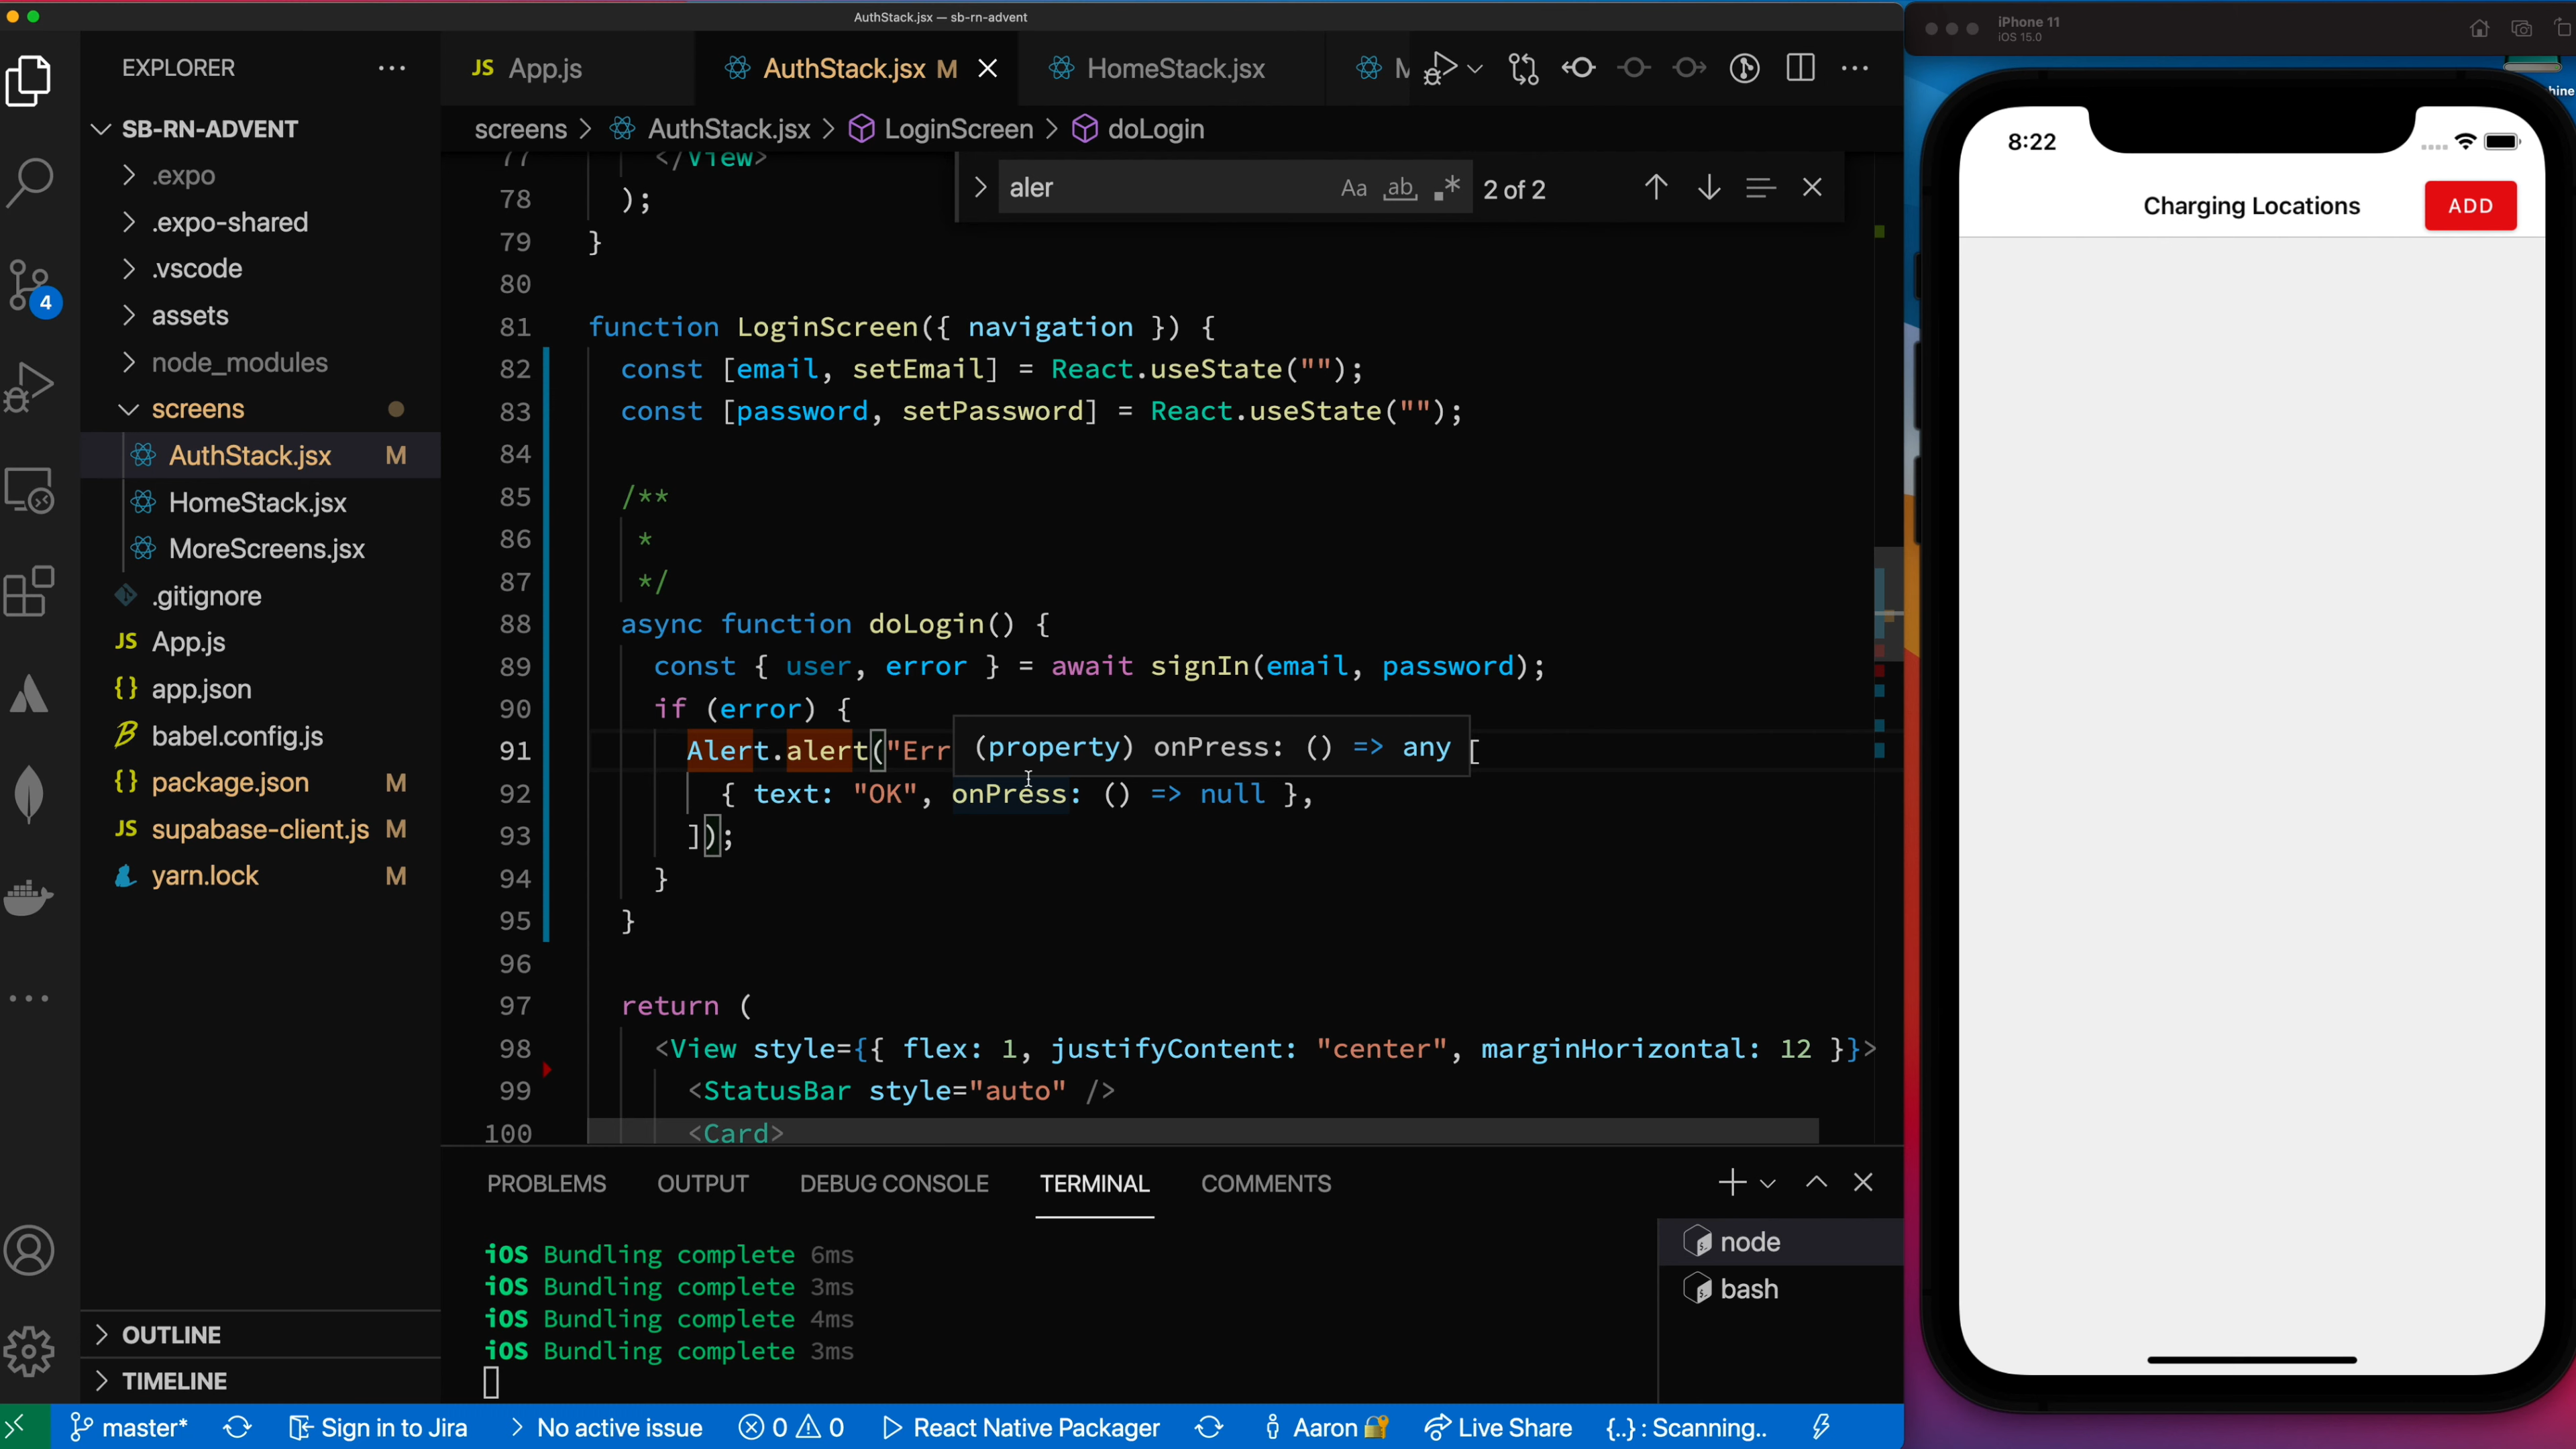 AuthStack.jsx — sb-rn-advent
EXPLORER
SB-RN-ADVENT
.expo
.expo-shared
.vscode
assets
node_modules
screens
AuthStack.jsx M
HomeStack.jsx
MoreScreens.jsx
.gitignore
JS App.js
{} app.json
babel.config.js
{} package.json M
JS supabase-client.js M
yarn.lock M
OUTLINE
TIMELINE
4
JS App.js
AuthStack.jsx M
HomeStack.jsx
screens > AuthStack.jsx > LoginScreen > doLogin
aler Aa ab 2 of 2
77 </View>
78 );
79 }
80
81 function LoginScreen({ navigation }) {
82 const [email, setEmail] = React.useState("");
83 const [password, setPassword] = React.useState("");
84
85 /**
86 *
87 */
88 async function doLogin() {
89 const { user, error } = await signIn(email, password);
90 if (error) {
91 Alert.alert("Err [
(property) onPress: () => any
92 { text: "OK", onPress: () => null },
93 ]);
94 }
95 }
96
97 return (
98 <View style={{ flex: 1, justifyContent: "center", marginHorizontal: 12 }}>
99 <StatusBar style="auto" />
100 <Card>
PROBLEMS OUTPUT DEBUG CONSOLE TERMINAL COMMENTS
iOS Bundling complete 6ms
iOS Bundling complete 3ms
iOS Bundling complete 4ms
iOS Bundling complete 3ms
node
bash
master* Sign in to Jira No active issue 0 0 React Native Packager Aaron Live Share {..} : Scanning..
iPhone 11
iOS 15.0
8:22
Charging Locations
ADD